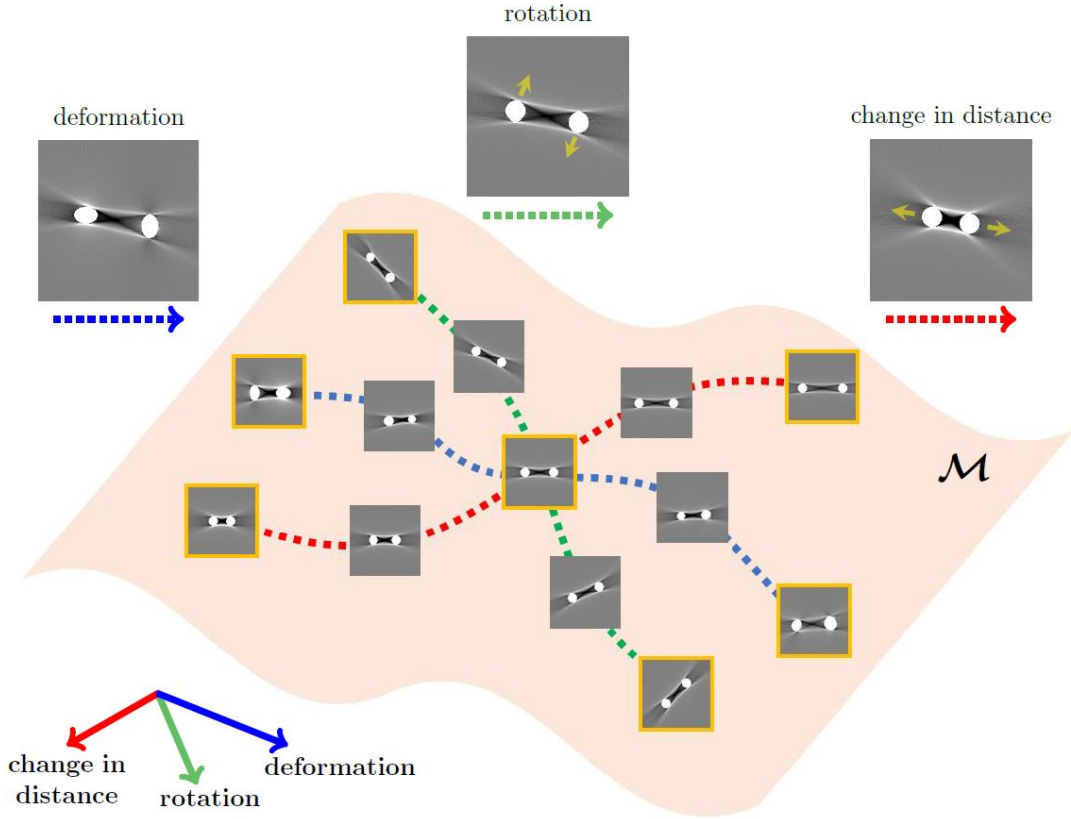 rotation
deformation
change in distance
ℳ
change in
distance
rotation
deformation